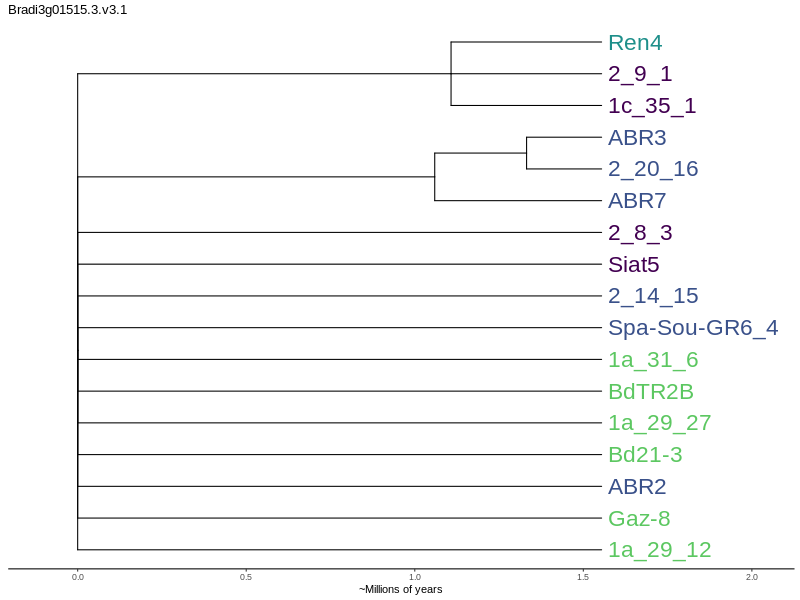 Bradi3g01515.3.v3.1
Ren4
2_9_1
1c_35_1
ABR3
2_20_16
ABR7
2_8_3
Siat5
2_14_15
Spa-Sou-GR6_4
1a_31_6
BdTR2B
1a_29_27
Bd21-3
ABR2
Gaz-8
1a_29_12
0.0 0.5 1.0 1.5 2.0
~Millions of years